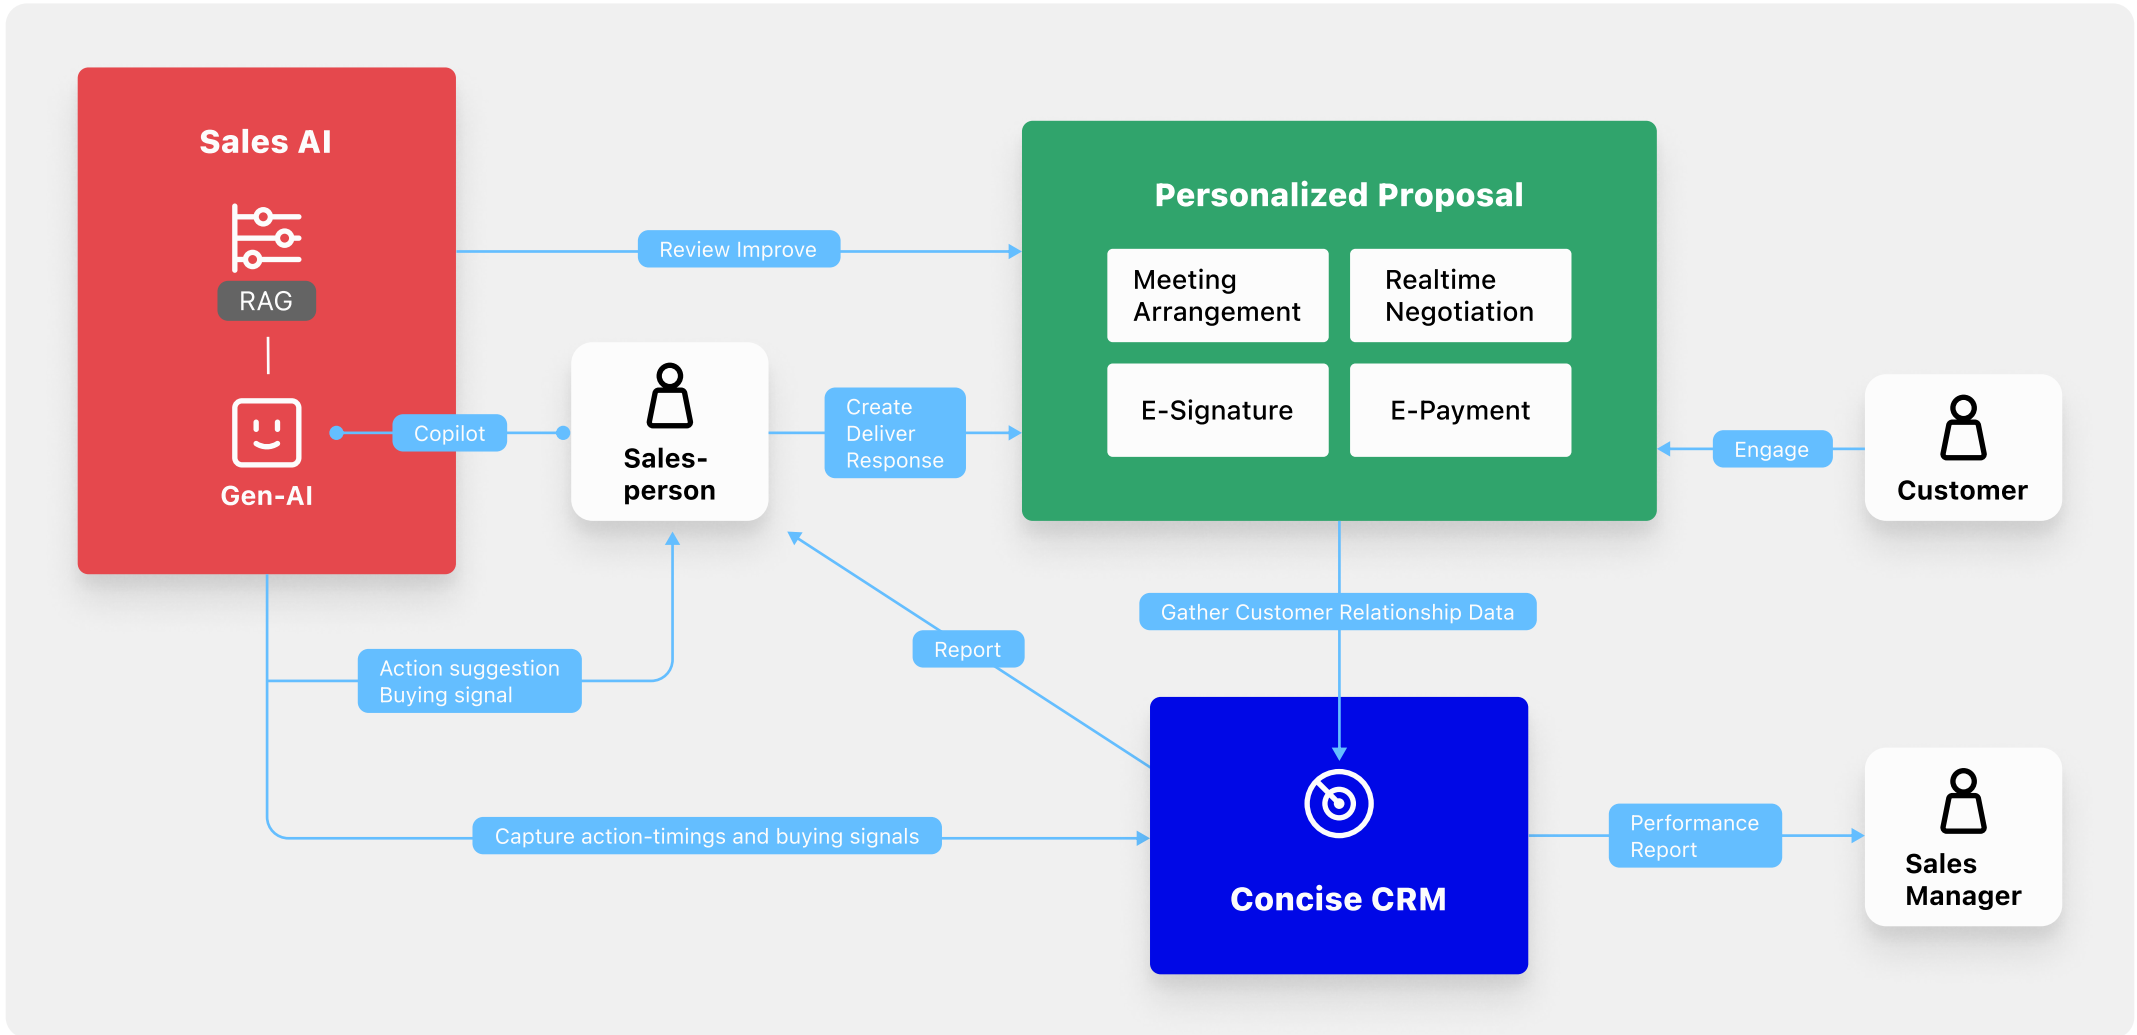 Sales AI
RAG
Gen-AI
Review Improve
Copilot
Sales-
person
Create
Deliver
Response
Personalized Proposal
Meeting
Arrangement
Realtime
Negotiation
E-Signature
E-Payment
Engage
Customer
Gather Customer Relationship Data
Report
Action suggestion
Buying signal
Capture action-timings and buying signals
Concise CRM
Performance
Report
Sales
Manager